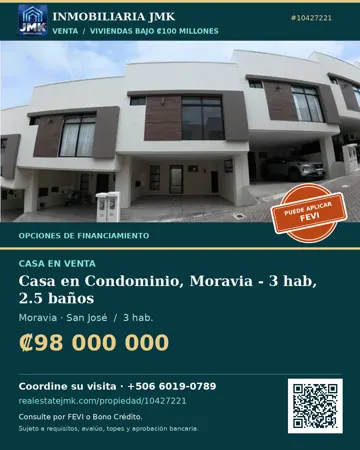 JMK
INMOBILIARIA JMK
#10427221
VENTA / VIVIENDAS BAJO ₡100 MILLONES
PUEDE APLICAR
FEVI
OPCIONES DE FINANCIAMIENTO
CASA EN VENTA
Casa en Condominio, Moravia - 3 hab,
2.5 baños
Moravia · San José / 3 hab.
₡98 000 000
Coordine su visita · +506 6019-0789
realestatejmk.com/propiedad/10427221
Consulte por FEVI o Bono Crédito.
Sujeto a requisitos, avalúo, topes y aprobación bancaria.